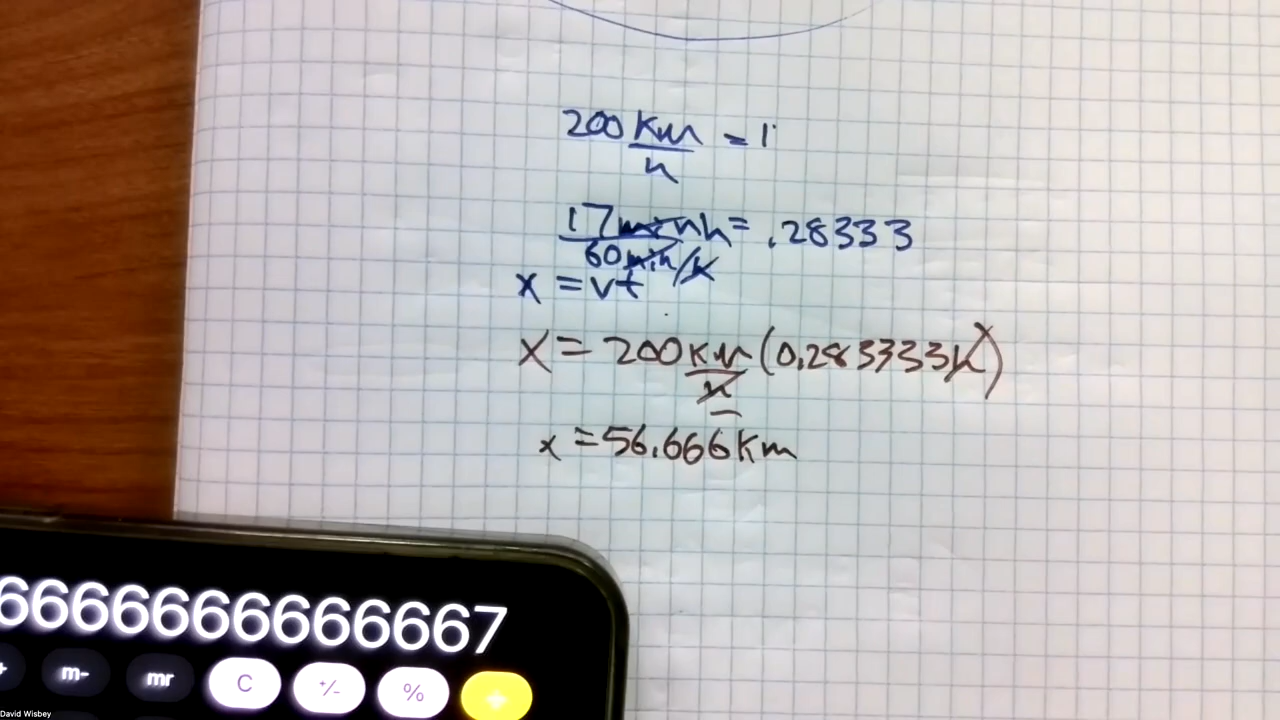 200 km/h = 1
17 min h/60 min/h = .28333
x = vt
x = 200 km/h (0.283333h)
x = 56.666 km
6666666666667
m- mr C +/- % ÷
David Wisbey